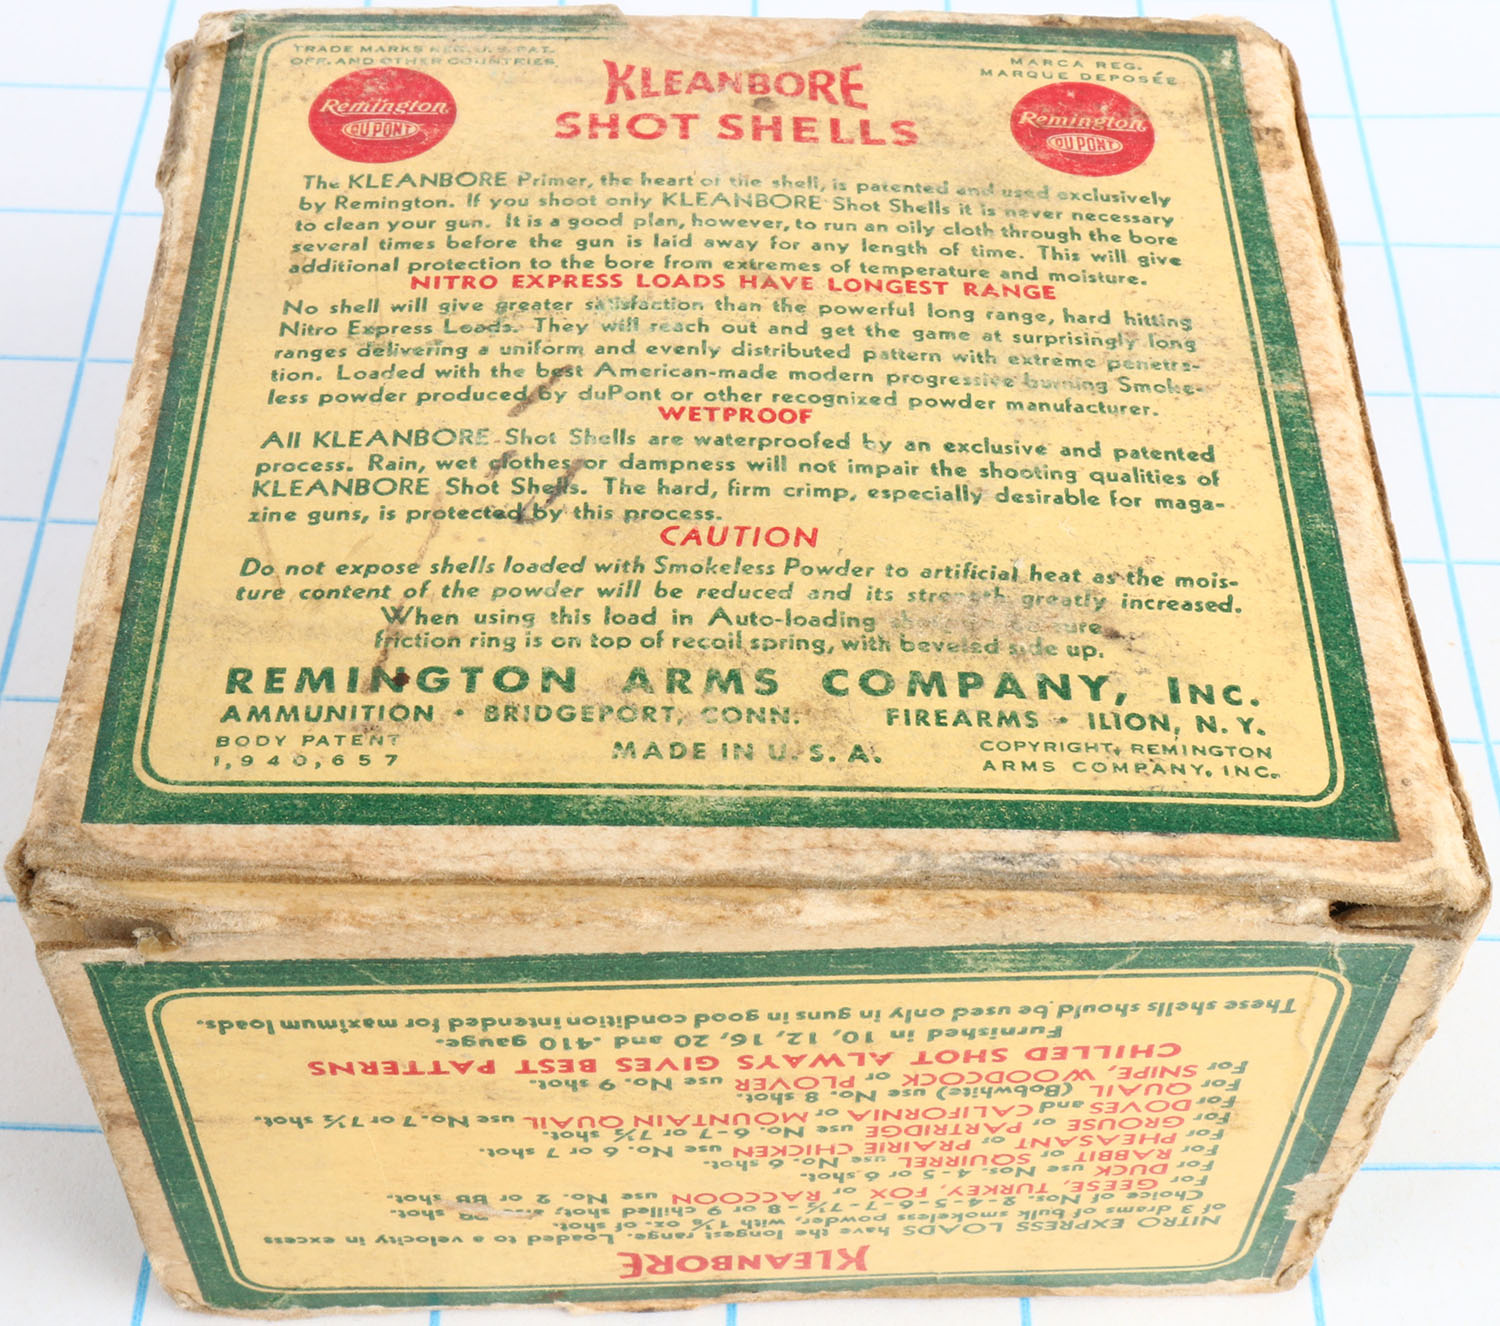 TRADE MARKS REG. U.S. PAT.
OFF. AND OTHER COUNTRIES
Remington
DUPONT
KLEANBORE
SHOT SHELLS
MARCA REG.
MARQUE DEPOSÉE
Remington
DUPONT
The KLEANBORE Primer, the heart of the shell, is patented and used exclusively
by Remington. If you shoot only KLEANBORE Shot Shells it is never necessary
to clean your gun. It is a good plan, however, to run an oily cloth through the bore
several times before the gun is laid away for any length of time. This will give
additional protection to the bore from extremes of temperature and moisture.
NITRO EXPRESS LOADS HAVE LONGEST RANGE
No shell will give greater satisfaction than the powerful long range, hard hitting
Nitro Express Loads. They will reach out and get the game at surprisingly long
ranges delivering a uniform and evenly distributed pattern with extreme penetra-
tion. Loaded with the best American-made modern progressive burning Smoke-
less powder produced by duPont or other recognized powder manufacturer.
WETPROOF
All KLEANBORE Shot Shells are waterproofed by an exclusive and patented
process. Rain, wet clothes or dampness will not impair the shooting qualities of
KLEANBORE Shot Shells. The hard, firm crimp, especially desirable for maga-
zine guns, is protected by this process.
CAUTION
Do not expose shells loaded with Smokeless Powder to artificial heat as the mois-
ture content of the powder will be reduced and its strength greatly increased.
When using this load in Auto-loading sure
friction ring is on top of recoil spring, with beveled side up.
REMINGTON ARMS COMPANY, INC.
AMMUNITION · BRIDGEPORT, CONN. FIREARMS · ILION, N. Y.
BODY PATENT
1,940,657
MADE IN U. S. A.
COPYRIGHT, REMINGTON
ARMS COMPANY, INC.
KLEANBORE
NITRO EXPRESS LOADS have the longest range. Loaded to a velocity in excess
of 3 drams of bulk smokeless powder, with 1⅛ oz. of shot.
Choice of Nos. 2-4-5-6-7-7½-8 or 9 chilled shot, BB shot.
For GEESE, TURKEY, FOX or RACCOON use No. 2 or BB shot.
For DUCK use Nos. 4-5 or 6 shot.
For RABBIT or SQUIRREL use No. 6 shot.
For PHEASANT or PRAIRIE CHICKEN use No. 6 or 7 shot.
For GROUSE or PARTRIDGE use No. 6-7 or 7½ shot.
For DOVES and CALIFORNIA or MOUNTAIN QUAIL use No. 7 or 7½ shot.
For QUAIL (Bobwhite) use No. 8 shot.
For SNIPE, WOODCOCK or PLOVER use No. 9 shot.
CHILLED SHOT ALWAYS GIVES BEST PATTERNS
Furnished in 10, 12, 16, 20 and .410 gauge.
These shells should be used only in guns in good condition intended for maximum loads.